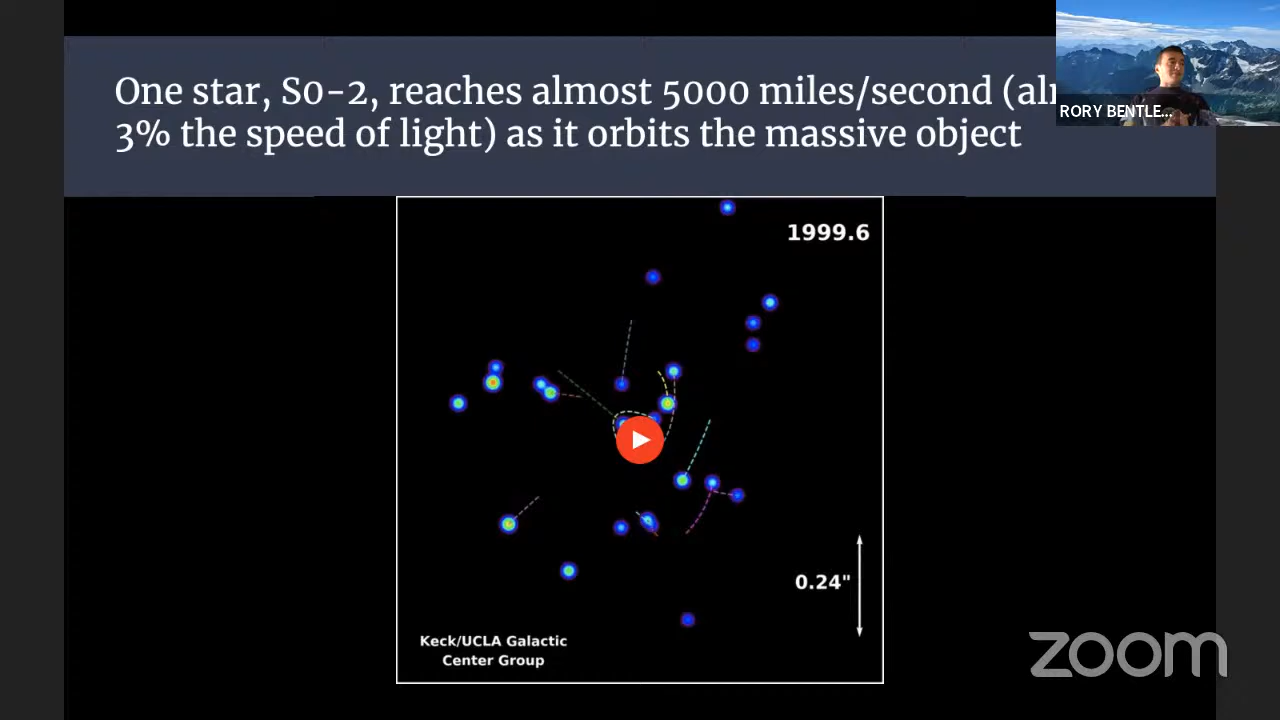 One star, S0-2, reaches almost 5000 miles/second (
3% the speed of light) as it orbits the massive object
RORY BENTLE...
1999.6
0.24"
Keck/UCLA Galactic
Center Group
zoom